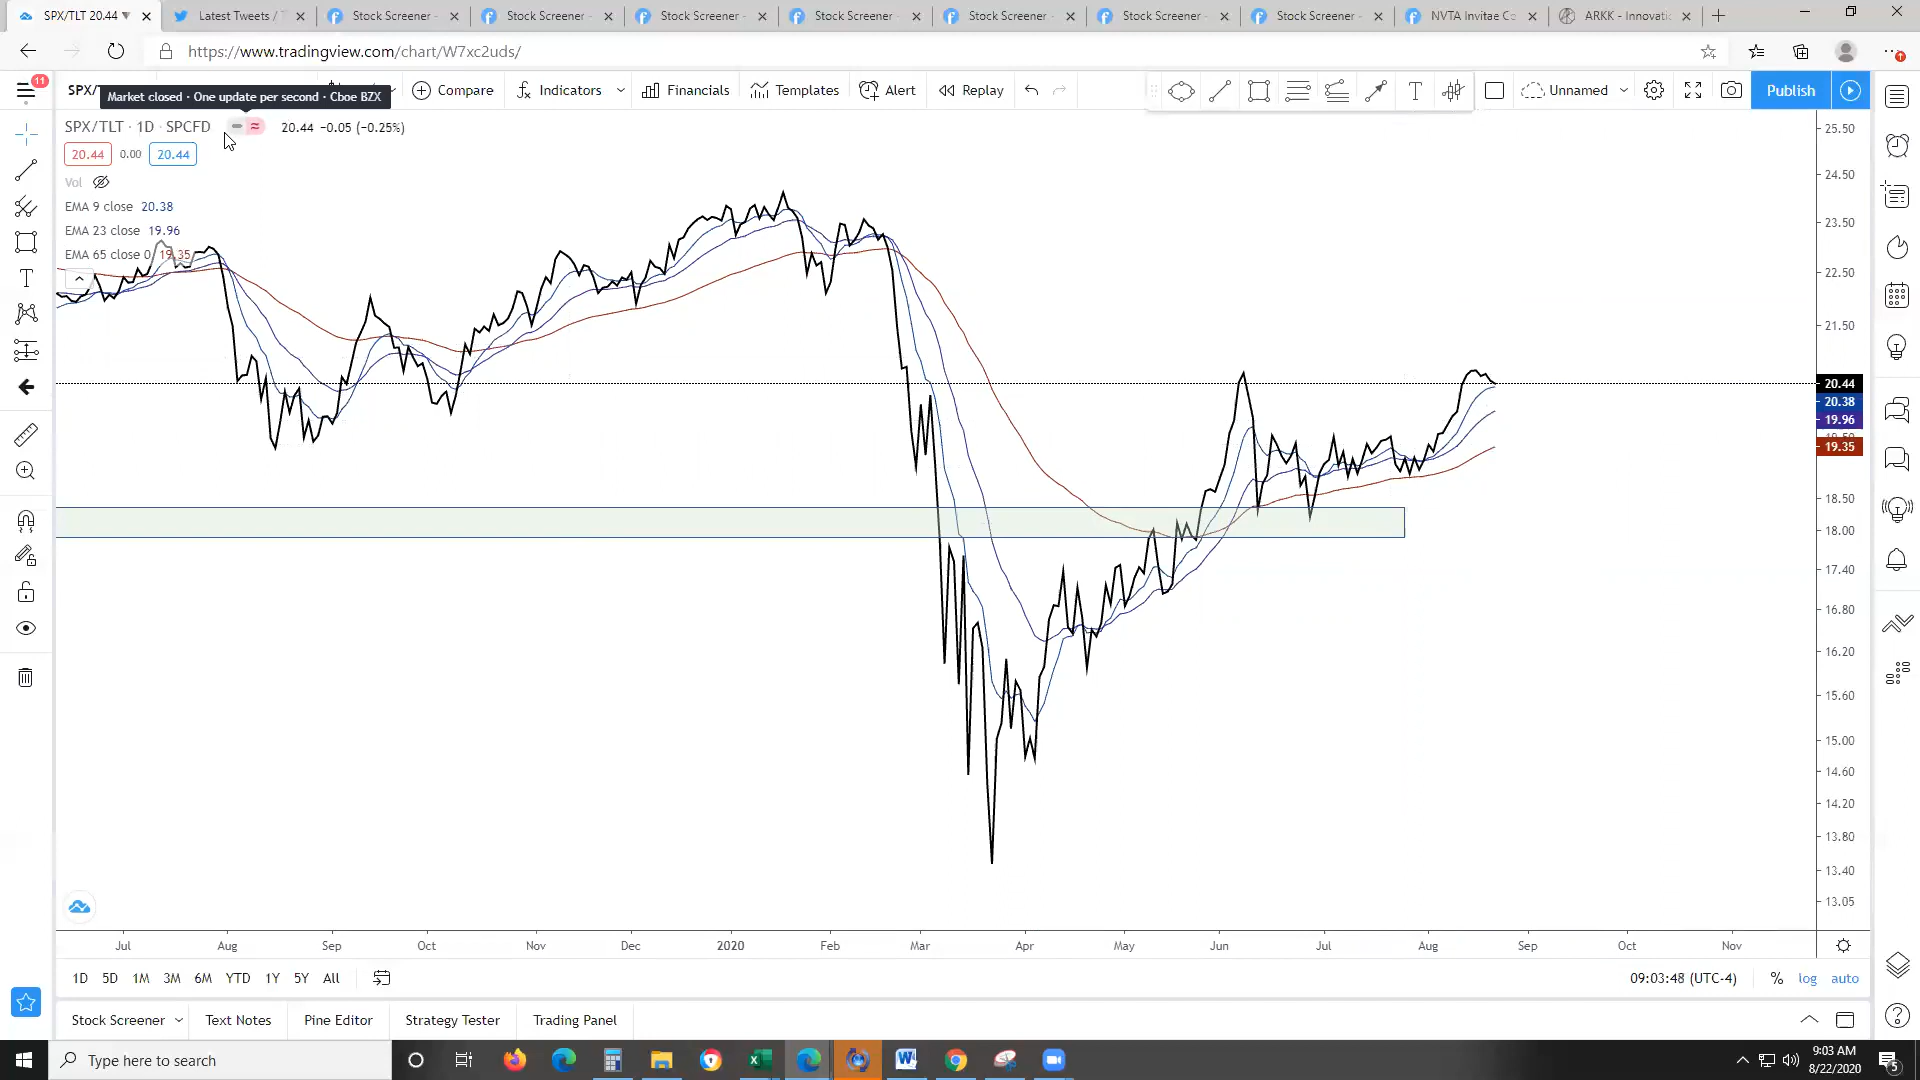 SPX/TLT 20.44
Latest Tweets / T
Stock Screener -
Stock Screener -
Stock Screener -
Stock Screener -
Stock Screener -
Stock Screener -
Stock Screener -
NVTA Invitae Co
ARKK - Innovatio
https://www.tradingview.com/chart/W7xc2uds/
11
SPX/
Market closed · One update per second · Cboe BZX
Compare
Indicators
Financials
Templates
Alert
Replay
Unnamed
Publish
SPX/TLT · 1D · SPCFD
20.44 −0.05 (−0.25%)
20.44 0.00 20.44
Vol
EMA 9 close 20.38
EMA 23 close 19.96
EMA 65 close 0 19.35
25.50
24.50
23.50
22.50
21.50
20.44
20.38
19.96
19.35
18.50
18.00
17.40
16.80
16.20
15.60
15.00
14.60
14.20
13.80
13.40
13.05
Jul Aug Sep Oct Nov Dec 2020 Feb Mar Apr May Jun Jul Aug Sep Oct Nov
1D 5D 1M 3M 6M YTD 1Y 5Y All
09:03:48 (UTC-4) % log auto
Stock Screener Text Notes Pine Editor Strategy Tester Trading Panel
Type here to search
9:03 AM
8/22/2020
5